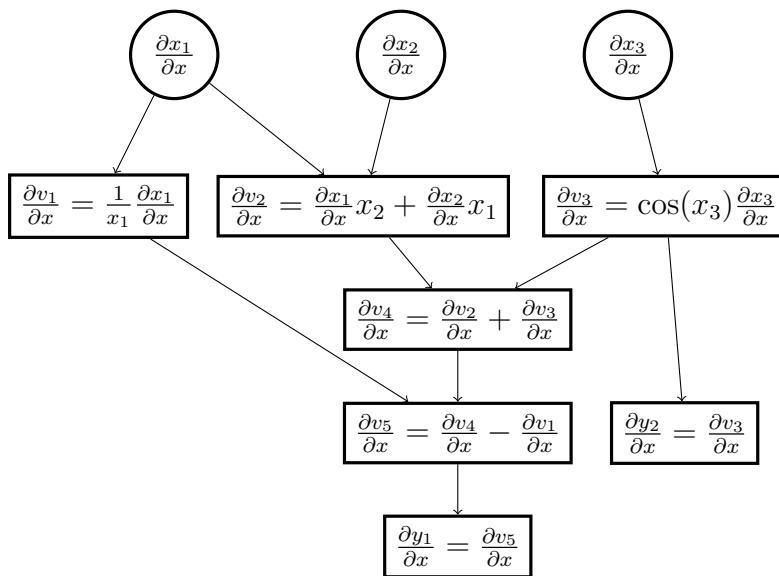 ∂x₁/∂x
∂x₂/∂x
∂x₃/∂x
∂v₁/∂x = 1/x₁ ∂x₁/∂x
∂v₂/∂x = ∂x₁/∂x x₂ + ∂x₂/∂x x₁
∂v₃/∂x = cos(x₃) ∂x₃/∂x
∂v₄/∂x = ∂v₂/∂x + ∂v₃/∂x
∂v₅/∂x = ∂v₄/∂x − ∂v₁/∂x
∂y₂/∂x = ∂v₃/∂x
∂y₁/∂x = ∂v₅/∂x